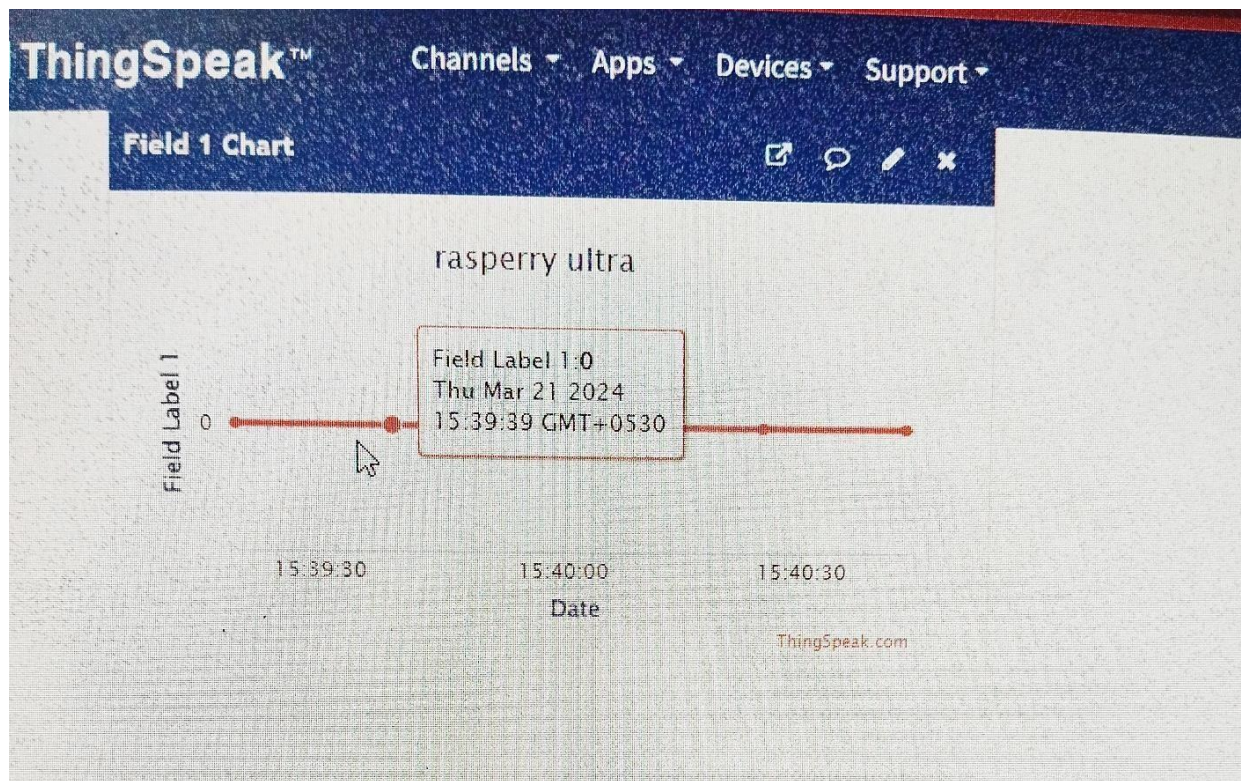 ThingSpeak™ Channels Apps Devices Support
Field 1 Chart
rasperry ultra
Field Label 1:0
Thu Mar 21 2024
15:39:39 GMT+0530
Field Label 1
0
15:39:30 15:40:00 15:40:30
Date
ThingSpeak.com